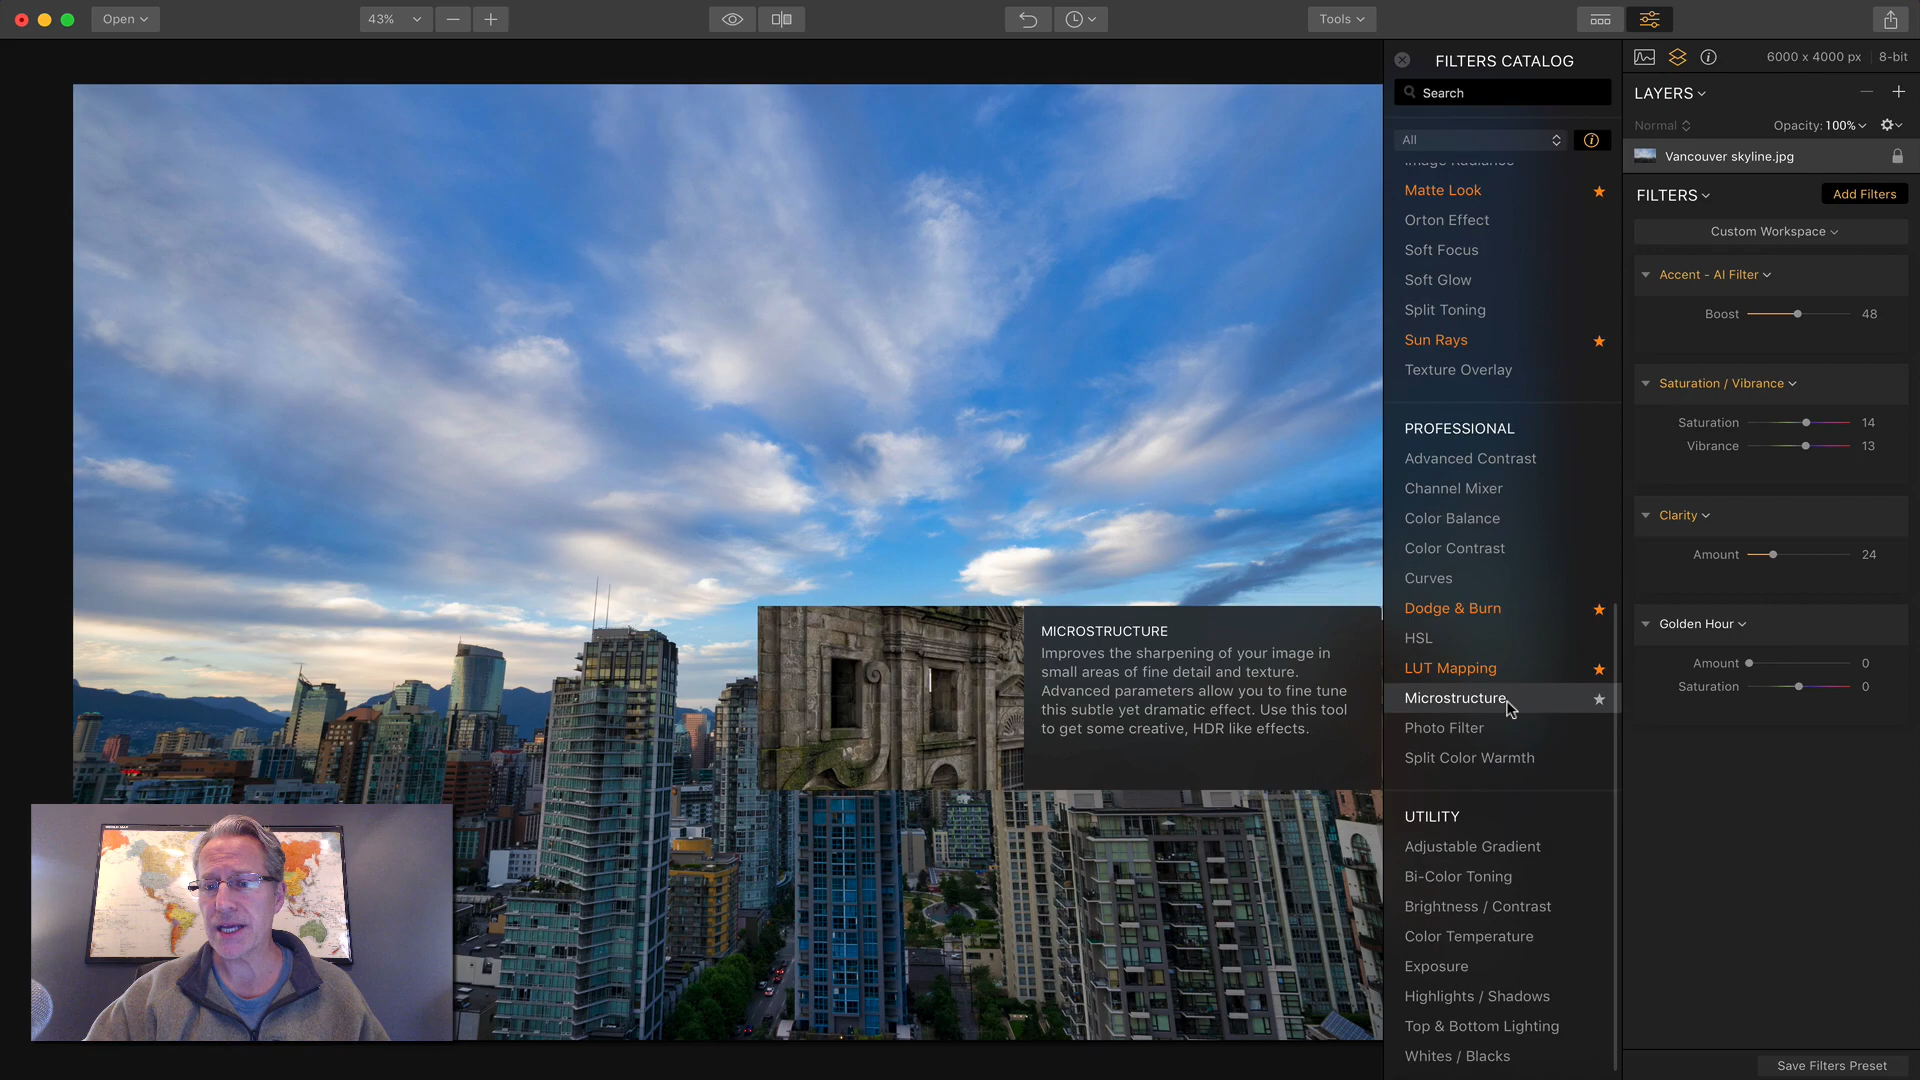 Open
43%
Tools
FILTERS CATALOG
Search
All
Image Radiance
Matte Look
Orton Effect
Soft Focus
Soft Glow
Split Toning
Sun Rays
Texture Overlay
PROFESSIONAL
Advanced Contrast
Channel Mixer
Color Balance
Color Contrast
Curves
Dodge & Burn
HSL
LUT Mapping
Microstructure
Photo Filter
Split Color Warmth
UTILITY
Adjustable Gradient
Bi-Color Toning
Brightness / Contrast
Color Temperature
Exposure
Highlights / Shadows
Top & Bottom Lighting
Whites / Blacks
MICROSTRUCTURE
Improves the sharpening of your image in
small areas of fine detail and texture.
Advanced parameters allow you to fine tune
this subtle yet dramatic effect. Use this tool
to get some creative, HDR like effects.
6000 x 4000 px
8-bit
LAYERS
Normal
Opacity: 100%
Vancouver skyline.jpg
FILTERS
Add Filters
Custom Workspace
Accent - AI Filter
Boost 48
Saturation / Vibrance
Saturation 14
Vibrance 13
Clarity
Amount 24
Golden Hour
Amount 0
Saturation 0
Save Filters Preset